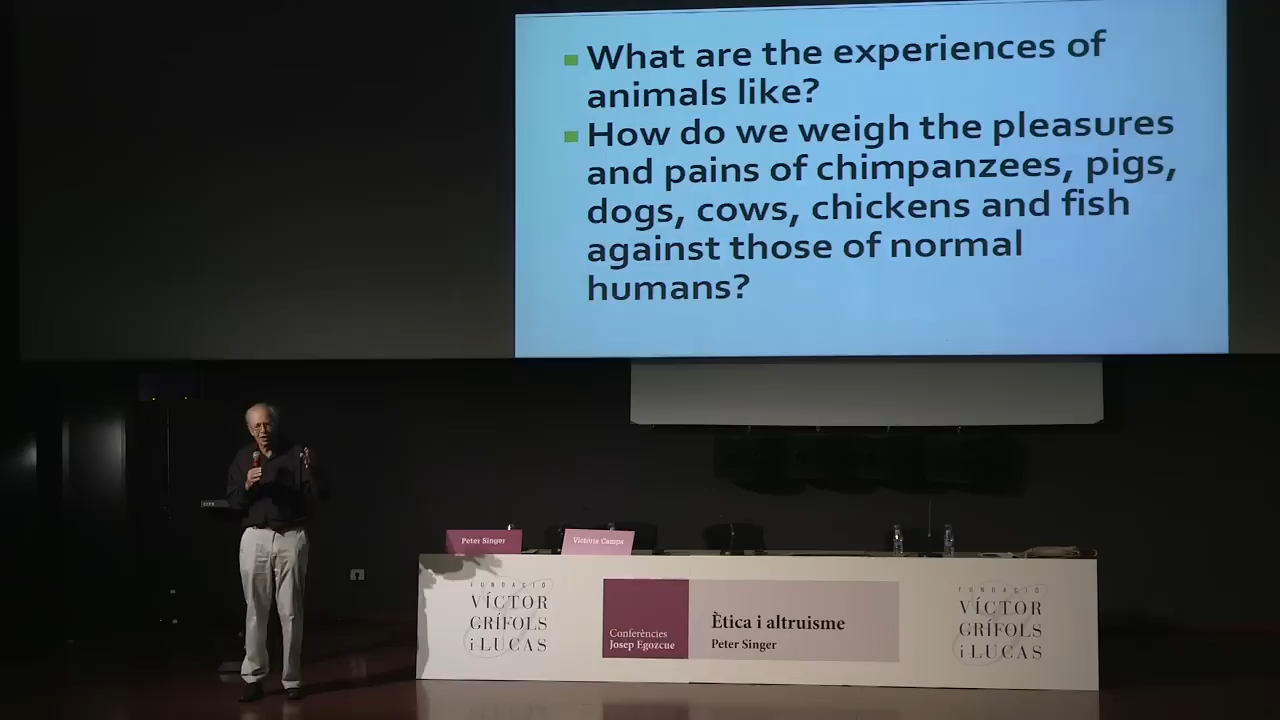 What are the experiences of
animals like?
How do we weigh the pleasures
and pains of chimpanzees, pigs,
dogs, cows, chickens and fish
against those of normal
humans?
Peter Singer
Victòria Camps
FUNDACIÓ
VÍCTOR
GRÍFOLS
i LUCAS
Conferències
Josep Egozcue
Ètica i altruisme
Peter Singer
FUNDACIÓ
VÍCTOR
GRÍFOLS
i LUCAS